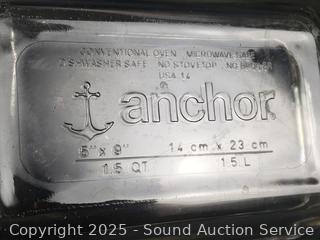 CONVENTIONAL OVEN MICROWAVE SAFE
DISHWASHER SAFE NO STOVETOP NO BROILER
USA 14
anchor
5" x 9" 14 cm x 23 cm
1.5 QT 1.5 L
Copyright 2025 - Sound Auction Service